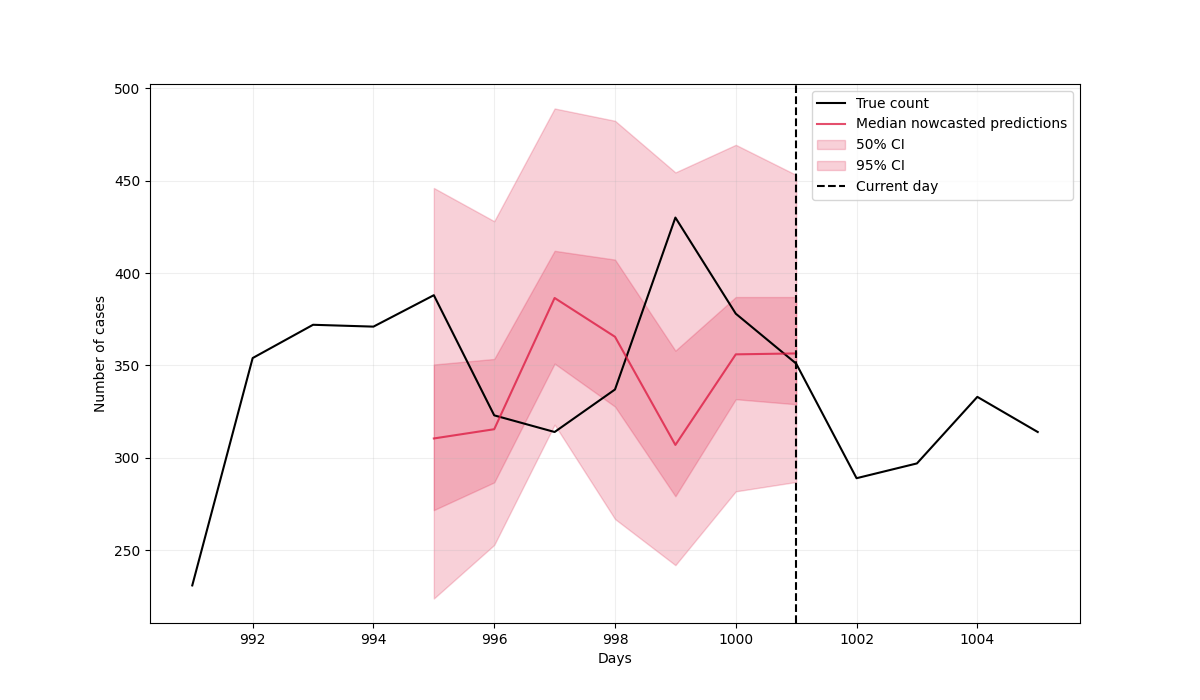 500
450
400
350
300
250
Number of cases
992
994
996
998
1000
1002
1004
Days
True count
Median nowcasted predictions
50% CI
95% CI
Current day